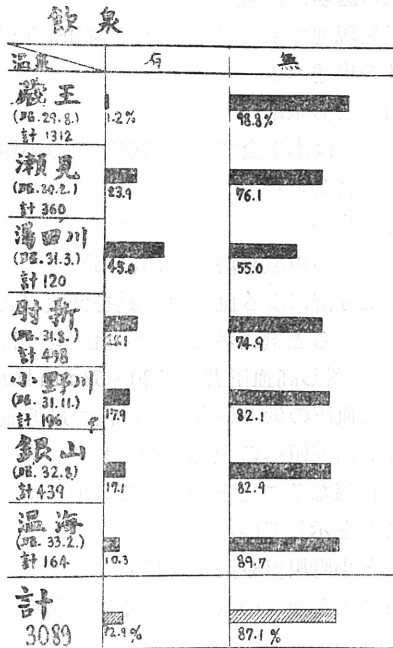 飲泉
温泉 有 無
蔵王
(昭.29.8.)
計 1312
1.2% 98.8%
瀬見
(昭.30.2.)
計 360
23.9 76.1
湯田川
(昭.31.3.)
計 120
45.0 55.0
肘折
(昭.31.8.)
計 498
25.1 74.9
小野川
(昭.31.11.)
計 196
17.9 82.1
銀山
(昭.32.8)
計 439
17.1 82.9
温海
(昭.33.2.)
計 164
10.3 89.7
計
3089
12.9% 87.1%